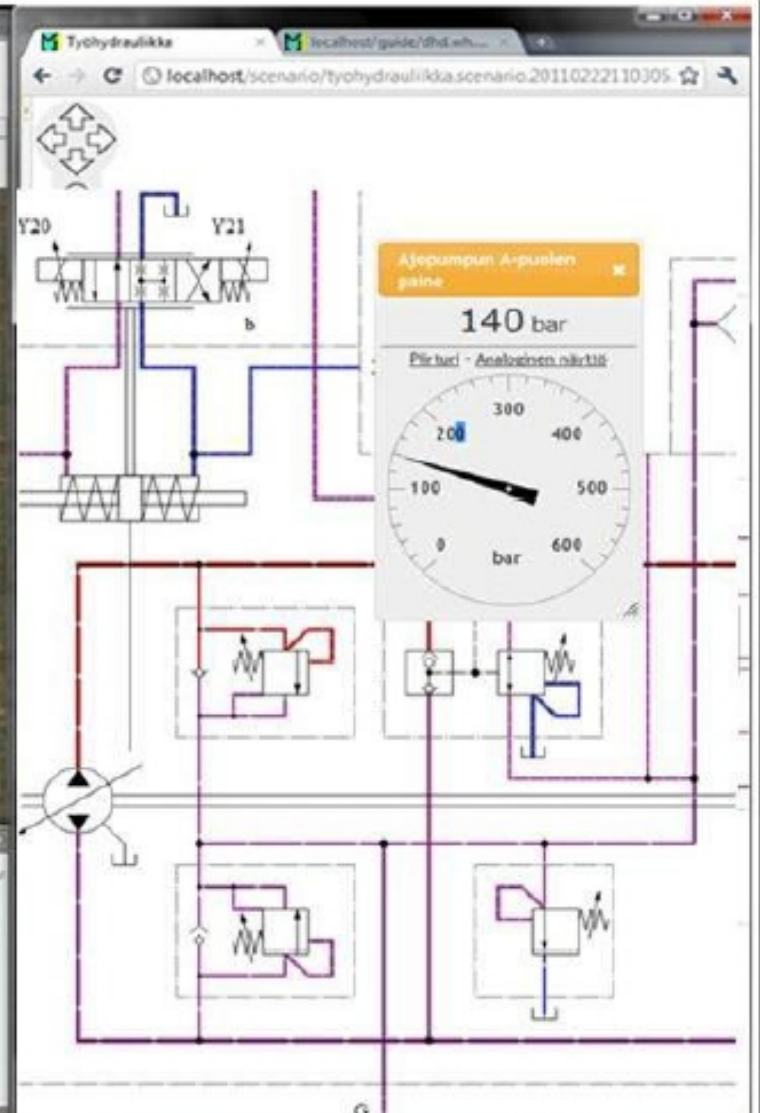 Työhydrauliikka
localhost/guide/dhd.wh...
localhost/scenario/tyohydrauliikka.scenario.20110222110305
Y20
Y21
b
Ajopumpun A-puolen
paine
140 bar
Piirturi - Analoginen näyttö
300
200
400
100
500
0
600
bar
G